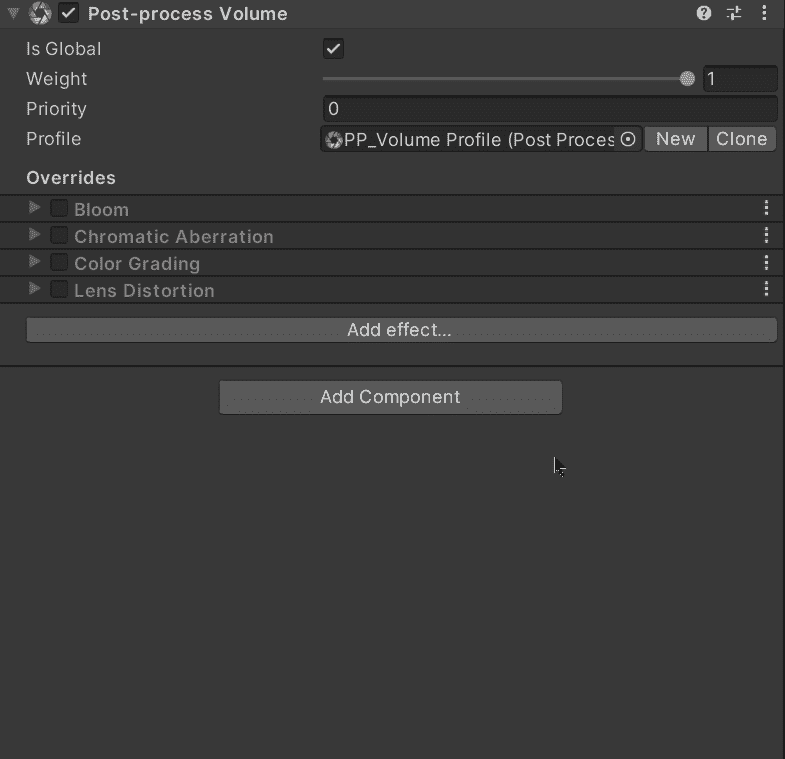 Post-process Volume
Is Global
Weight 1
Priority 0
Profile PP_Volume Profile (Post Proces New Clone
Overrides
Bloom
Chromatic Aberration
Color Grading
Lens Distortion
Add effect...
Add Component